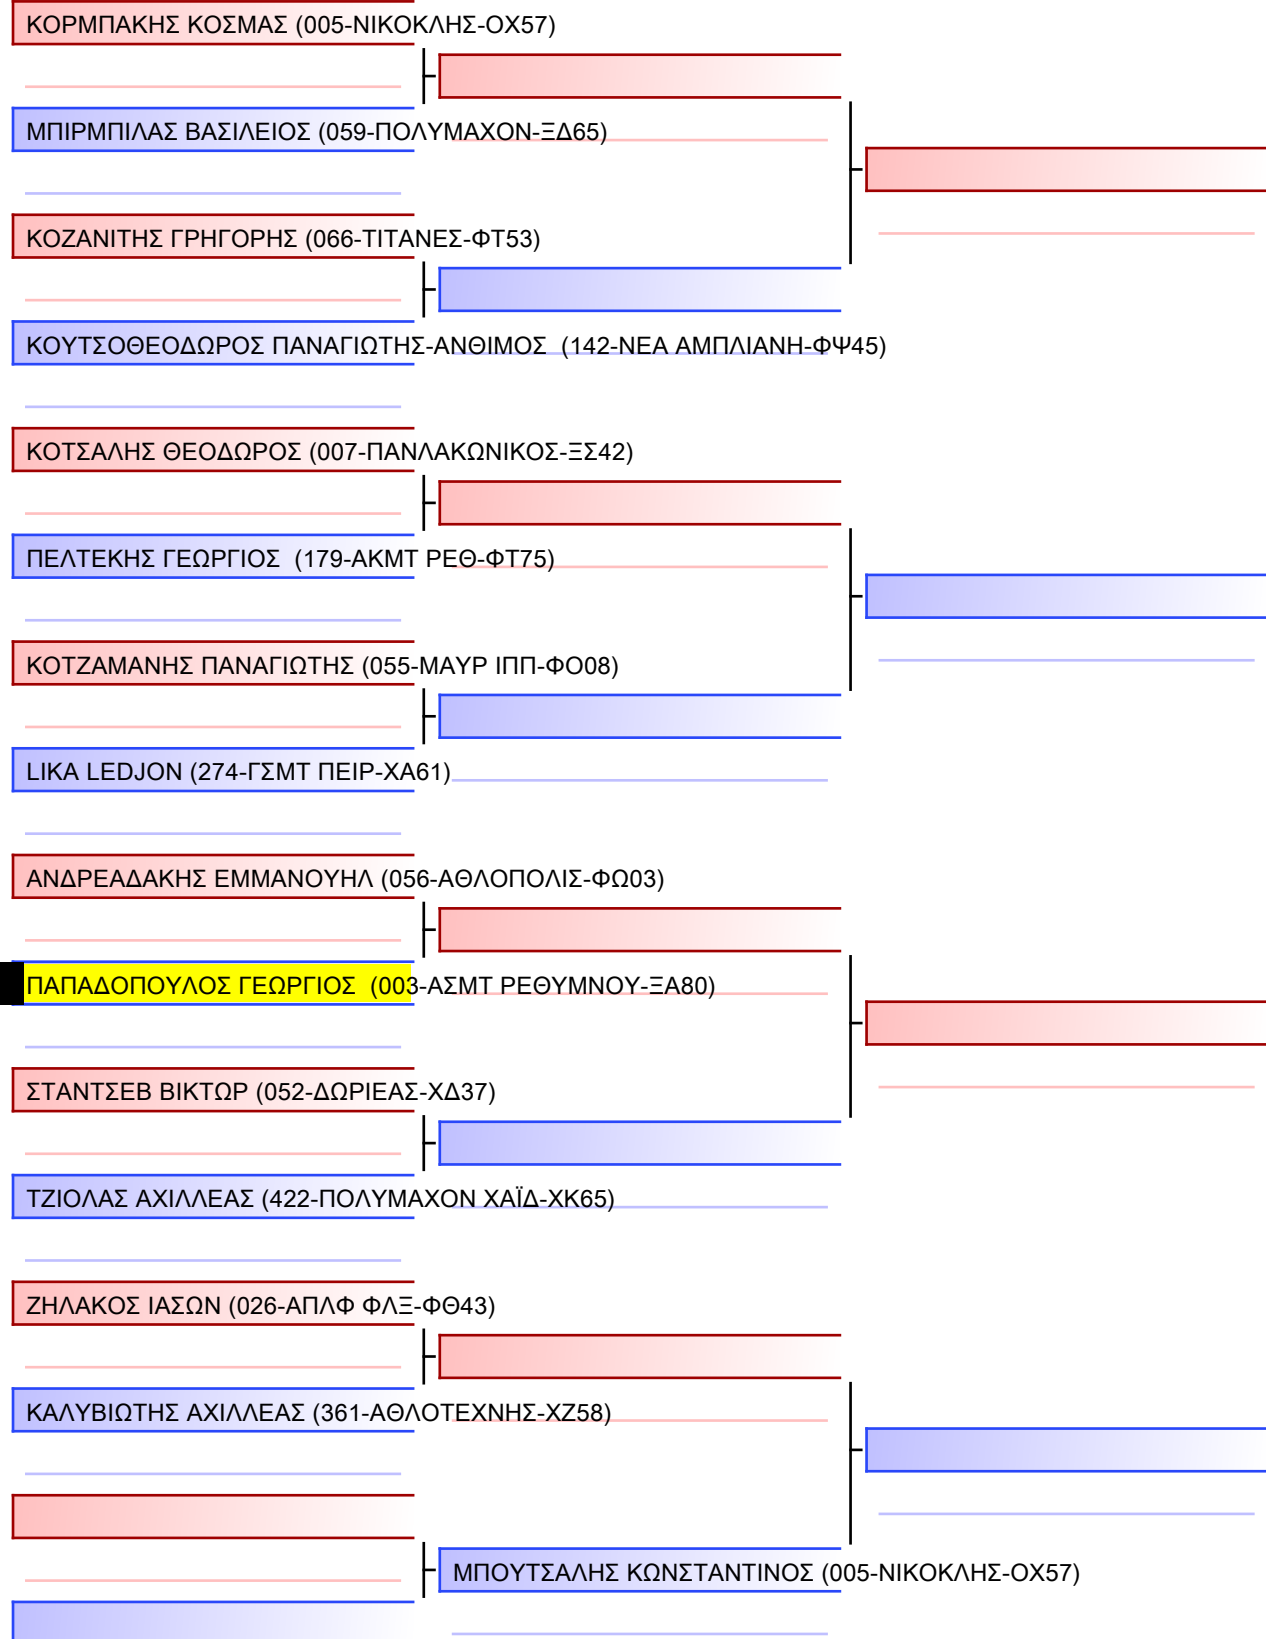 ΚΟΡΜΠΑΚΗΣ ΚΟΣΜΑΣ (005-ΝΙΚΟΚΛΗΣ-ΟΧ57)
ΜΠΙΡΜΠΙΛΑΣ ΒΑΣΙΛΕΙΟΣ (059-ΠΟΛΥΜΑΧΟΝ-ΞΔ65)
ΚΟΖΑΝΙΤΗΣ ΓΡΗΓΟΡΗΣ (066-ΤΙΤΑΝΕΣ-ΦΤ53)
ΚΟΥΤΣΟΘΕΟΔΩΡΟΣ ΠΑΝΑΓΙΩΤΗΣ-ΑΝΘΙΜΟΣ (142-ΝΕΑ ΑΜΠΛΙΑΝΗ-ΦΨ45)
ΚΟΤΣΑΛΗΣ ΘΕΟΔΩΡΟΣ (007-ΠΑΝΛΑΚΩΝΙΚΟΣ-ΞΣ42)
ΠΕΛΤΕΚΗΣ ΓΕΩΡΓΙΟΣ (179-ΑΚΜΤ ΡΕΘ-ΦΤ75)
ΚΟΤΖΑΜΑΝΗΣ ΠΑΝΑΓΙΩΤΗΣ (055-ΜΑΥΡ ΙΠΠ-ΦΟ08)
LIKA LEDJON (274-ΓΣΜΤ ΠΕΙΡ-ΧΑ61)
ΑΝΔΡΕΑΔΑΚΗΣ ΕΜΜΑΝΟΥΗΛ (056-ΑΘΛΟΠΟΛΙΣ-ΦΩ03)
ΠΑΠΑΔΟΠΟΥΛΟΣ ΓΕΩΡΓΙΟΣ (003-ΑΣΜΤ ΡΕΘΥΜΝΟΥ-ΞΑ80)
ΣΤΑΝΤΣΕΒ ΒΙΚΤΩΡ (052-ΔΩΡΙΕΑΣ-ΧΔ37)
ΤΖΙΟΛΑΣ ΑΧΙΛΛΕΑΣ (422-ΠΟΛΥΜΑΧΟΝ ΧΑΪΔ-ΧΚ65)
ΖΗΛΑΚΟΣ ΙΑΣΩΝ (026-ΑΠΛΦ ΦΛΞ-ΦΘ43)
ΚΑΛΥΒΙΩΤΗΣ ΑΧΙΛΛΕΑΣ (361-ΑΘΛΟΤΕΧΝΗΣ-ΧΖ58)
ΜΠΟΥΤΣΑΛΗΣ ΚΩΝΣΤΑΝΤΙΝΟΣ (005-ΝΙΚΟΚΛΗΣ-ΟΧ57)